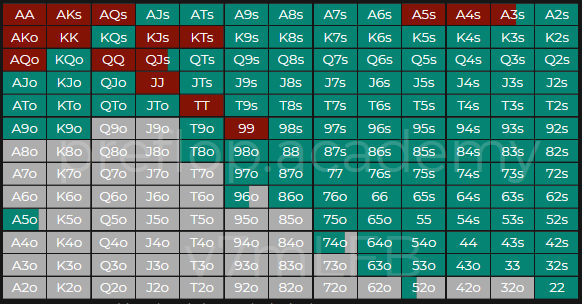 AA AKs AQs AJs ATs A9s A8s A7s A6s A5s A4s A3s A2s
AKo KK KQs KJs KTs K9s K8s K7s K6s K5s K4s K3s K2s
AQo KQo QQ QJs QTs Q9s Q8s Q7s Q6s Q5s Q4s Q3s Q2s
AJo KJo QJo JJ JTs J9s J8s J7s J6s J5s J4s J3s J2s
ATo KTo QTo JTo TT T9s T8s T7s T6s T5s T4s T3s T2s
A9o K9o Q9o J9o T9o 99 98s 97s 96s 95s 94s 93s 92s
A8o K8o Q8o J8o T8o 98o 88 87s 86s 85s 84s 83s 82s
A7o K7o Q7o J7o T7o 97o 87o 77 76s 75s 74s 73s 72s
A6o K6o Q6o J6o T6o 96o 86o 76o 66 65s 64s 63s 62s
A5o K5o Q5o J5o T5o 95o 85o 75o 65o 55 54s 53s 52s
A4o K4o Q4o J4o T4o 94o 84o 74o 64o 54o 44 43s 42s
A3o K3o Q3o J3o T3o 93o 83o 73o 63o 53o 43o 33 32s
A2o K2o Q2o J2o T2o 92o 82o 72o 62o 52o 42o 32o 22
preflop.academy